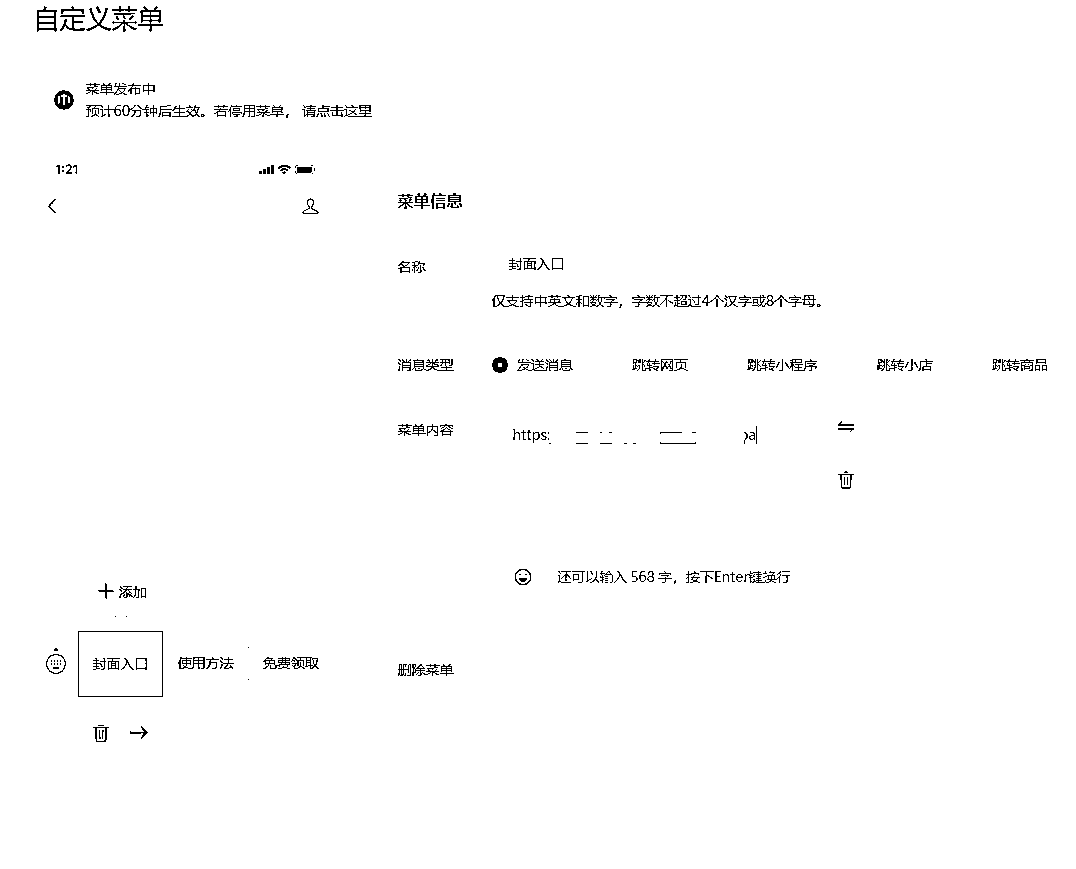 自定义菜单
菜单发布中
预计60分钟后生效。若停用菜单， 请点击这里
1:21
菜单信息
名称
封面入口
仅支持中英文和数字，字数不超过4个汉字或8个字母。
消息类型
发送消息
跳转网页
跳转小程序
跳转小店
跳转商品
菜单内容
https:
还可以输入 568 字，按下Enter键换行
添加
封面入口
使用方法
免费领取
删除菜单